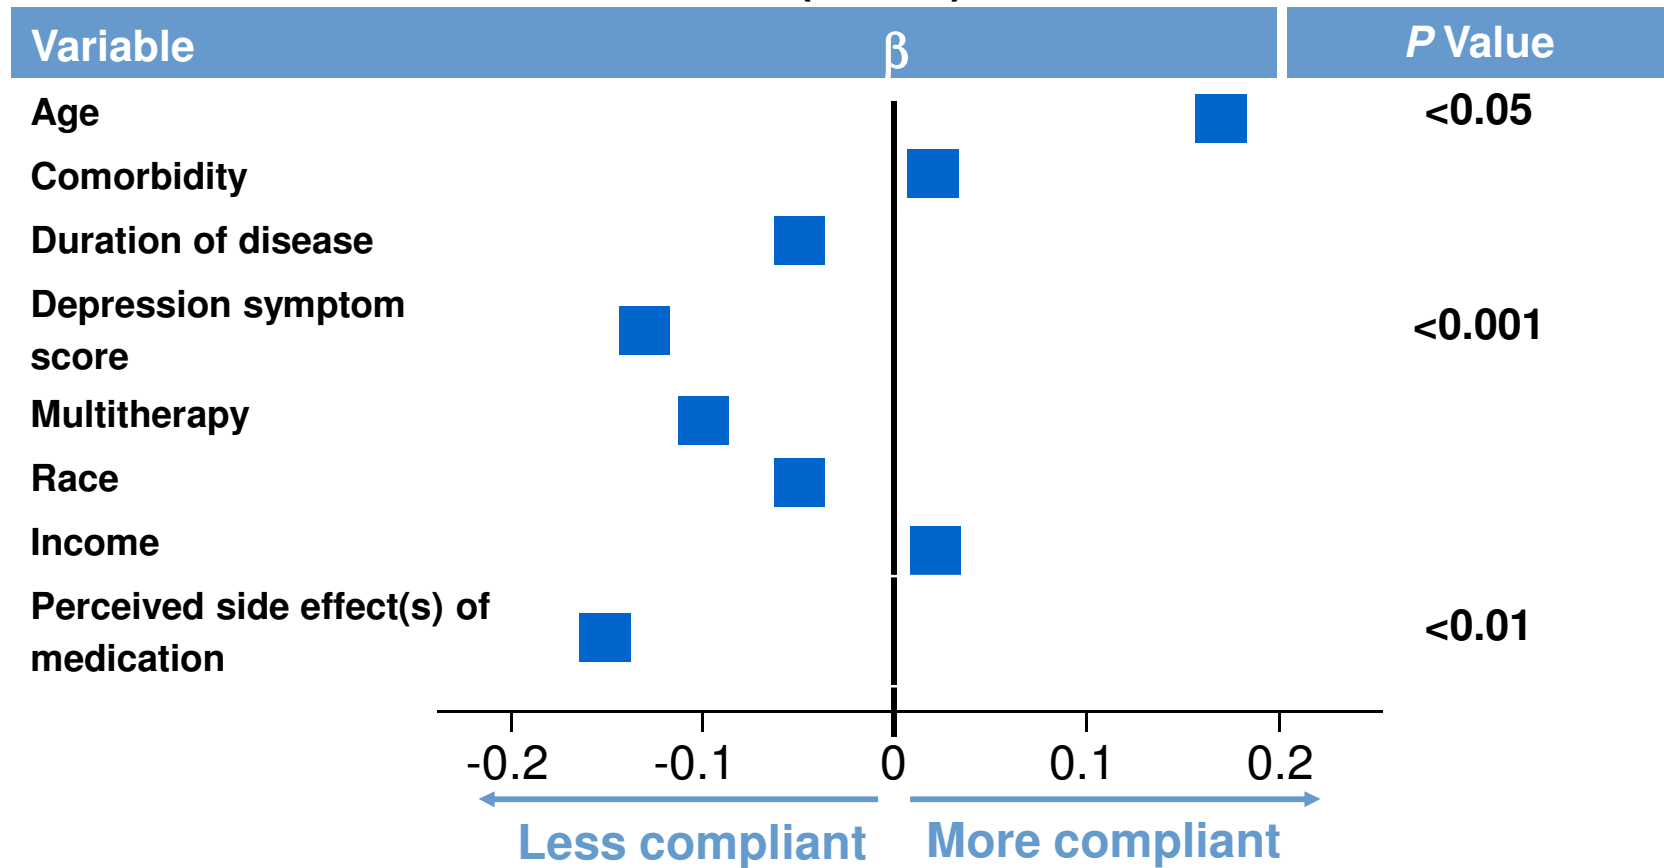 Variable β P Value
Age <0.05
Comorbidity
Duration of disease
Depression symptom
score
<0.001
Multitherapy
Race
Income
Perceived side effect(s) of
medication
<0.01
-0.2 -0.1 0 0.1 0.2
Less compliant More compliant